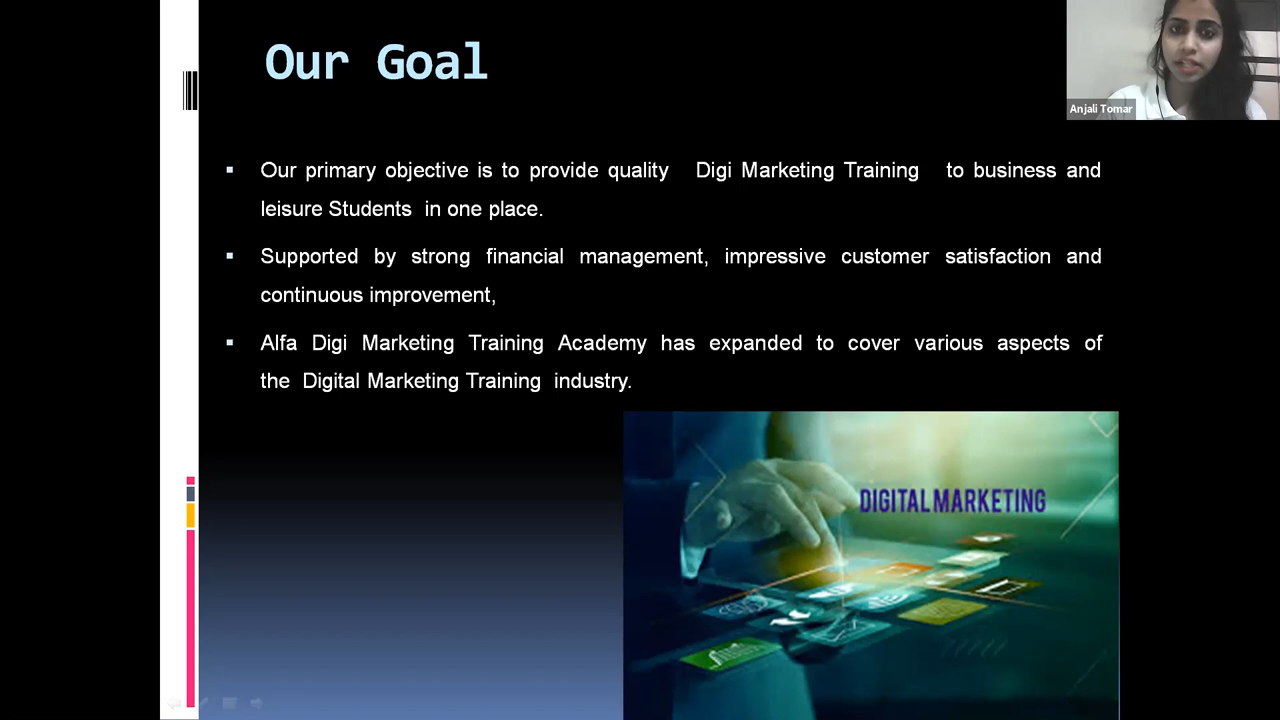 Our Goal
Anjali Tomar
Our primary objective is to provide quality Digi Marketing Training to business and
leisure Students in one place.
Supported by strong financial management, impressive customer satisfaction and
continuous improvement,
Alfa Digi Marketing Training Academy has expanded to cover various aspects of
the Digital Marketing Training industry.
DIGITAL MARKETING